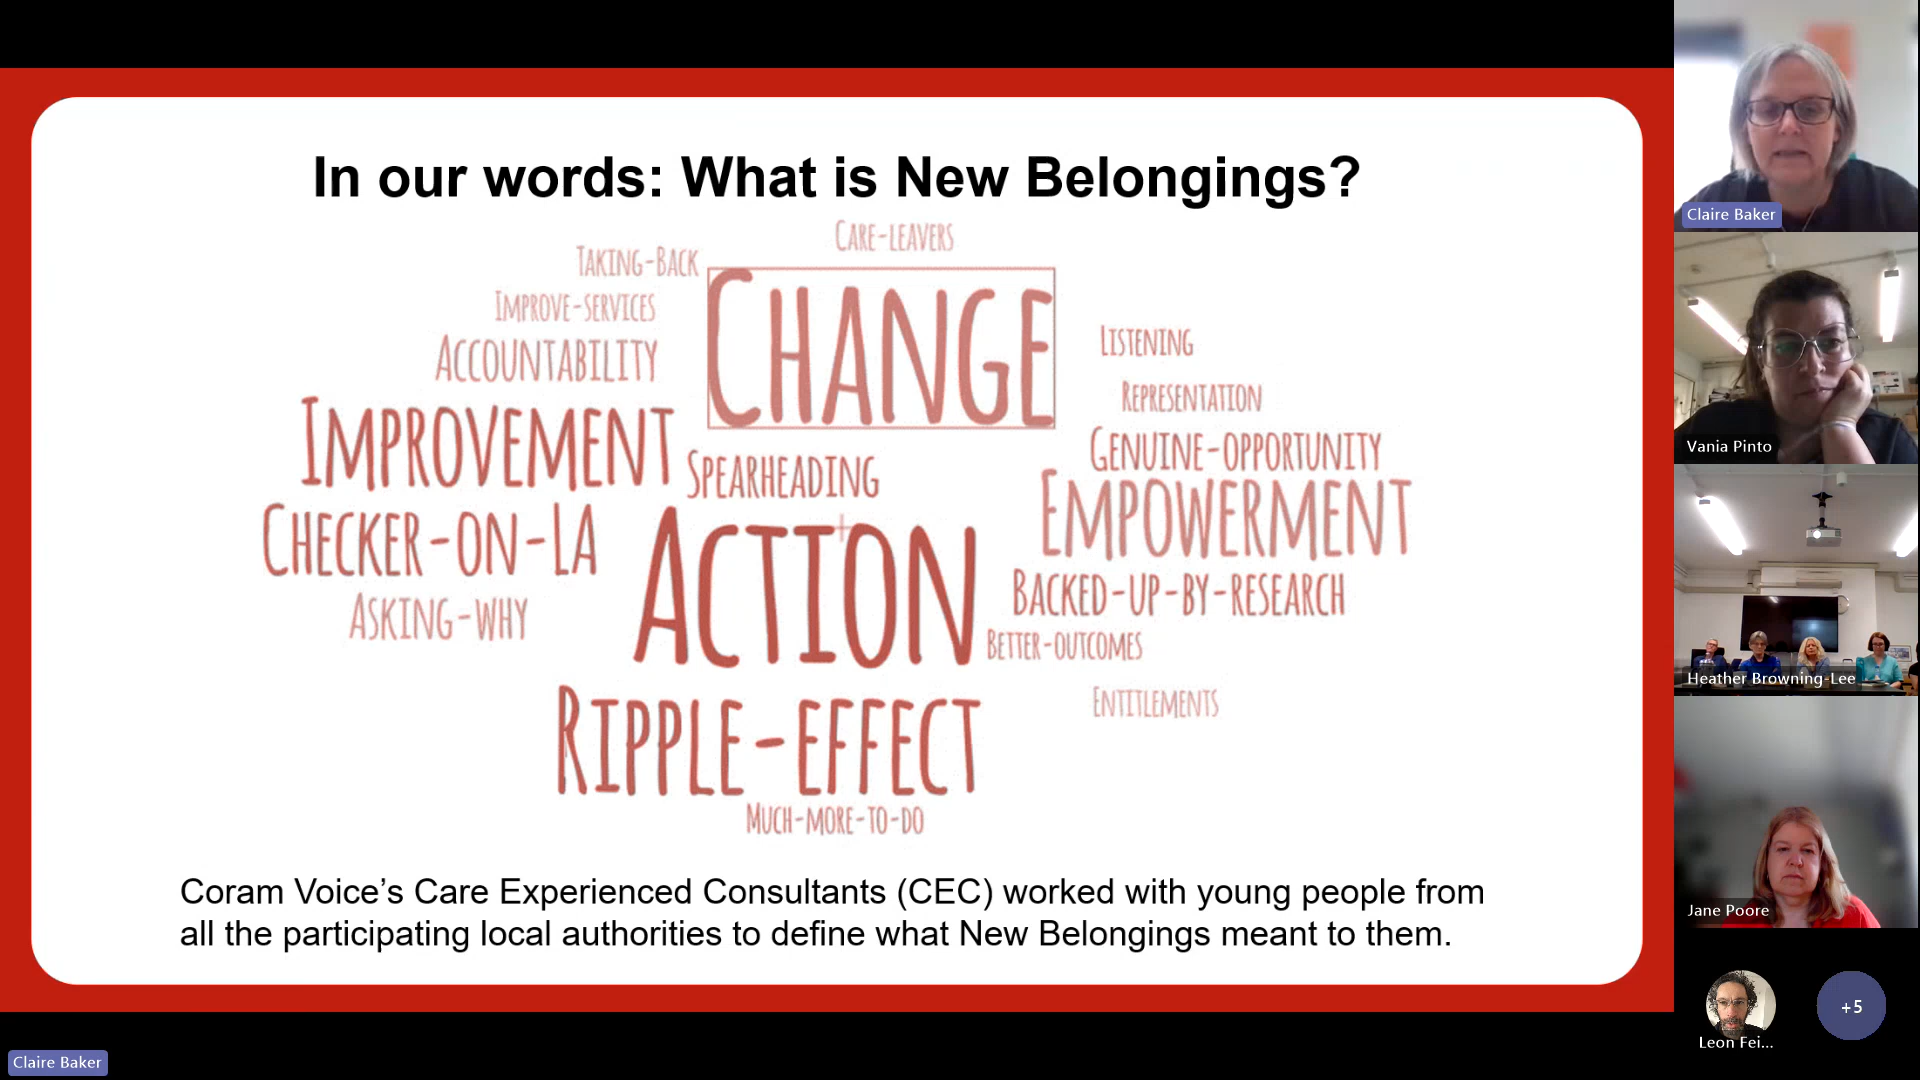 In our words: What is New Belongings?
CARE-LEAVERS
TAKING-BACK
CHANGE
IMPROVE-SERVICES
LISTENING
ACCOUNTABILITY
REPRESENTATION
IMPROVEMENT
GENUINE-OPPORTUNITY
SPEARHEADING
EMPOWERMENT
CHECKER-ON-LA
ACTION
BACKED-UP-BY-RESEARCH
ASKING-WHY
BETTER-OUTCOMES
ENTITLEMENTS
RIPPLE-EFFECT
MUCH-MORE-TO-DO
Coram Voice’s Care Experienced Consultants (CEC) worked with young people from
all the participating local authorities to define what New Belongings meant to them.
Claire Baker
Claire Baker
Vania Pinto
Heather Browning-Lee
Jane Poore
Leon Fei...
+5